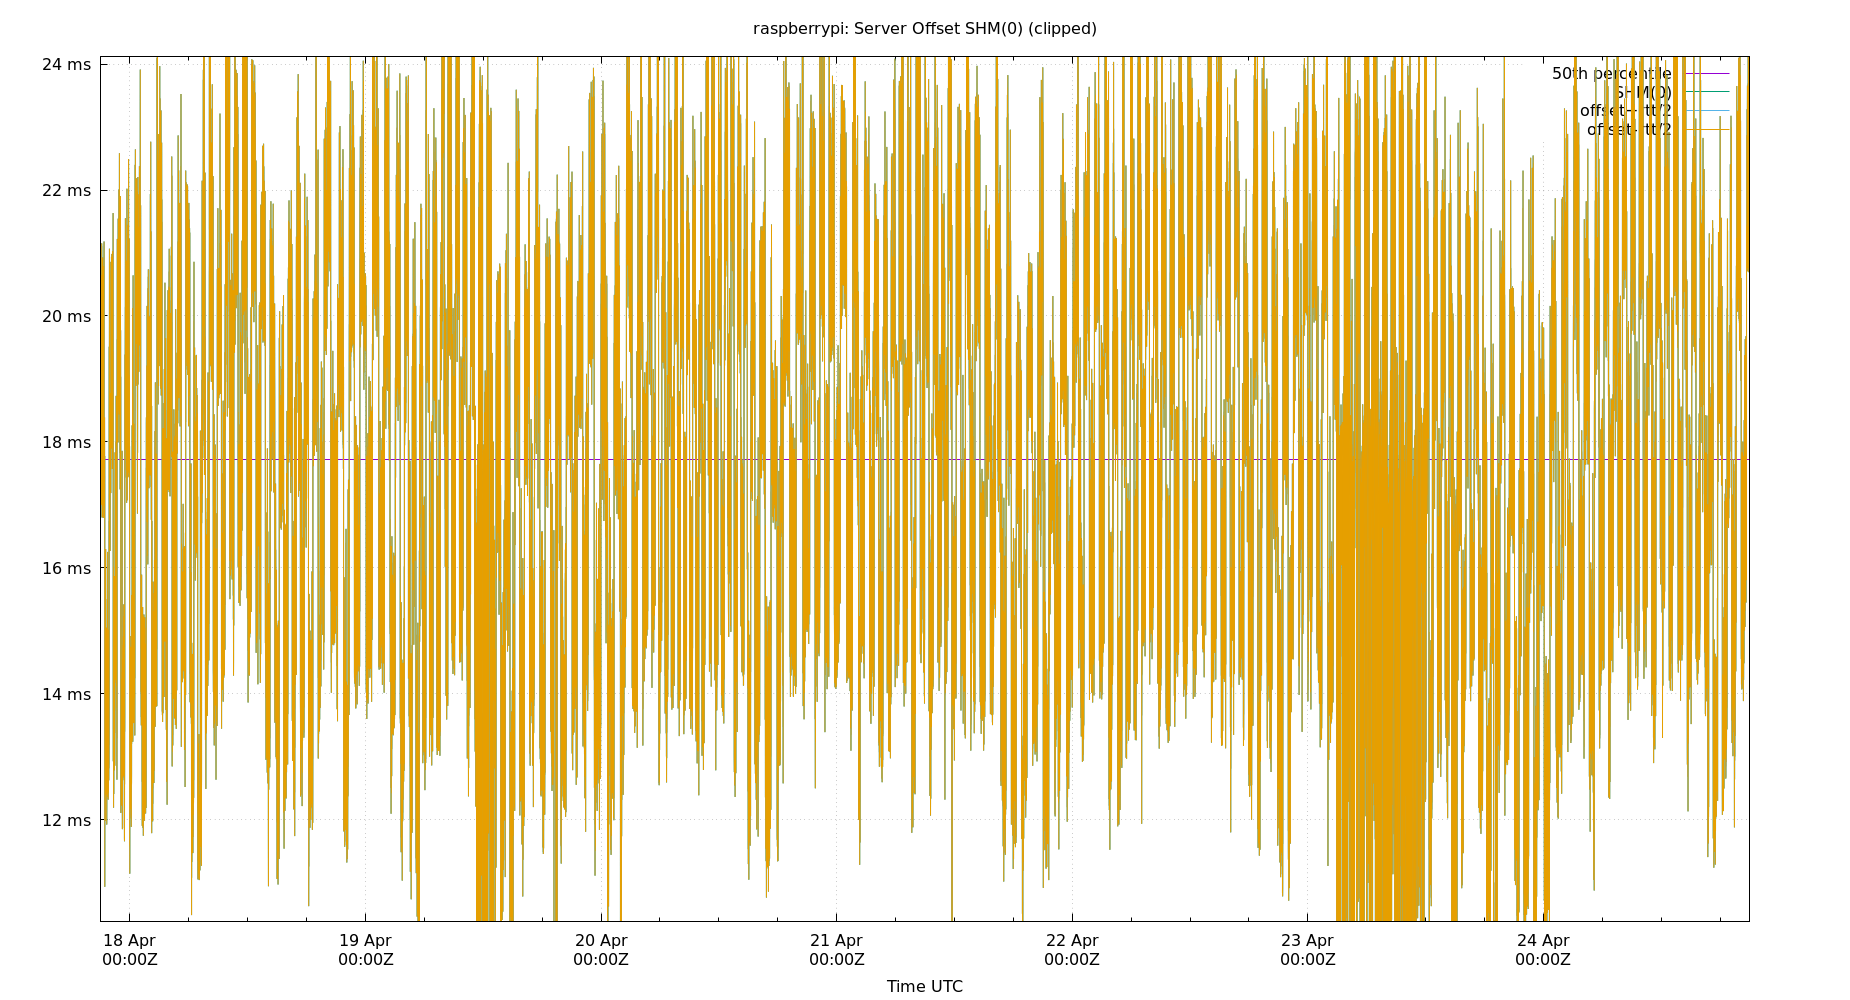 raspberrypi: Server Offset SHM(0) (clipped)
24 ms
22 ms
20 ms
18 ms
16 ms
14 ms
12 ms
50th percentile
SHM(0)
offset+rtt/2
offset-rtt/2
18 Apr 19 Apr 20 Apr 21 Apr 22 Apr 23 Apr 24 Apr
00:00Z 00:00Z 00:00Z 00:00Z 00:00Z 00:00Z 00:00Z
Time UTC